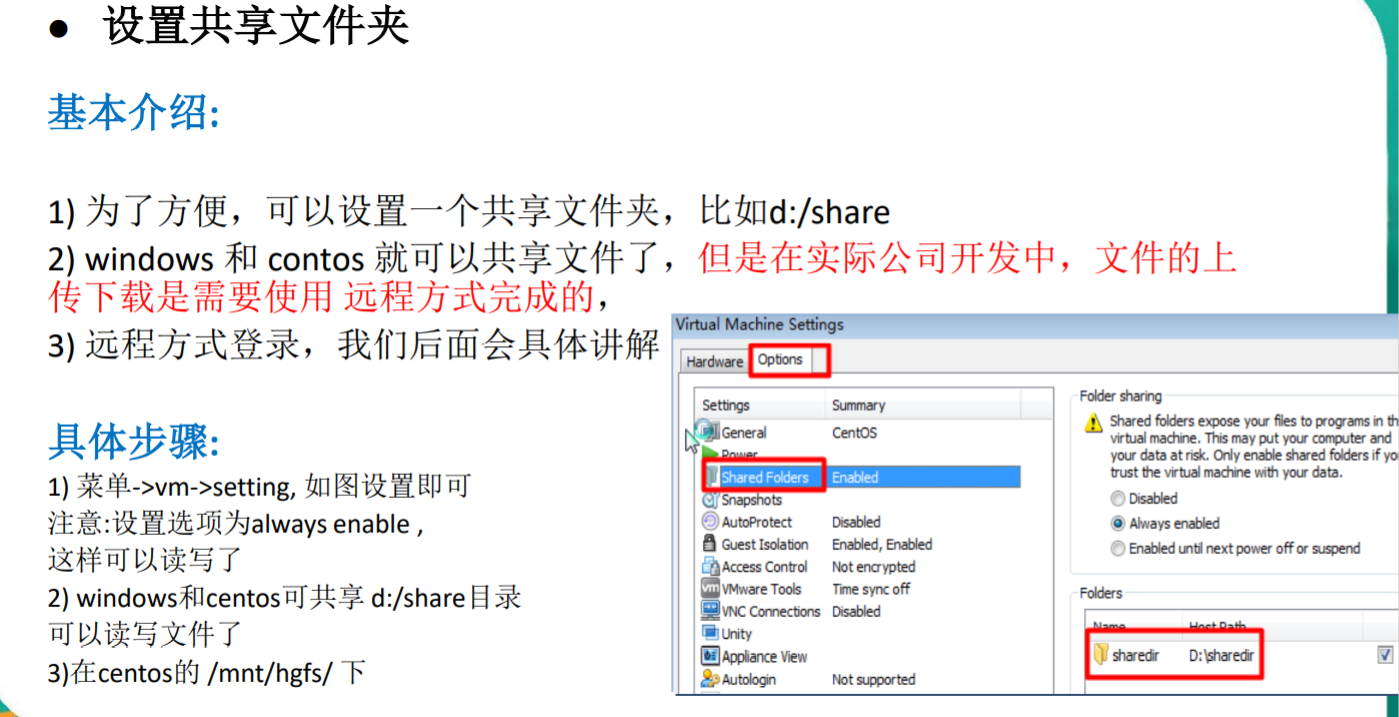 ● 设置共享文件夹
基本介绍:
1) 为了方便，可以设置一个共享文件夹，比如d:/share
2) windows 和 contos 就可以共享文件了，但是在实际公司开发中，文件的上
传下载是需要使用 远程方式完成的，
3) 远程方式登录，我们后面会具体讲解
具体步骤:
1) 菜单->vm->setting, 如图设置即可
注意:设置选项为always enable ,
这样可以读写了
2) windows和centos可共享 d:/share目录
可以读写文件了
3)在centos的 /mnt/hgfs/ 下
Virtual Machine Settings
Hardware Options
Settings Summary
General CentOS
Power
Shared Folders Enabled
Snapshots
AutoProtect Disabled
Guest Isolation Enabled, Enabled
Access Control Not encrypted
VMware Tools Time sync off
VNC Connections Disabled
Unity
Appliance View
Autologin Not supported
Folder sharing
Shared folders expose your files to programs in th
virtual machine. This may put your computer and
your data at risk. Only enable shared folders if yo
trust the virtual machine with your data.
Disabled
Always enabled
Enabled until next power off or suspend
Folders
Name Host Path
sharedir D:\sharedir